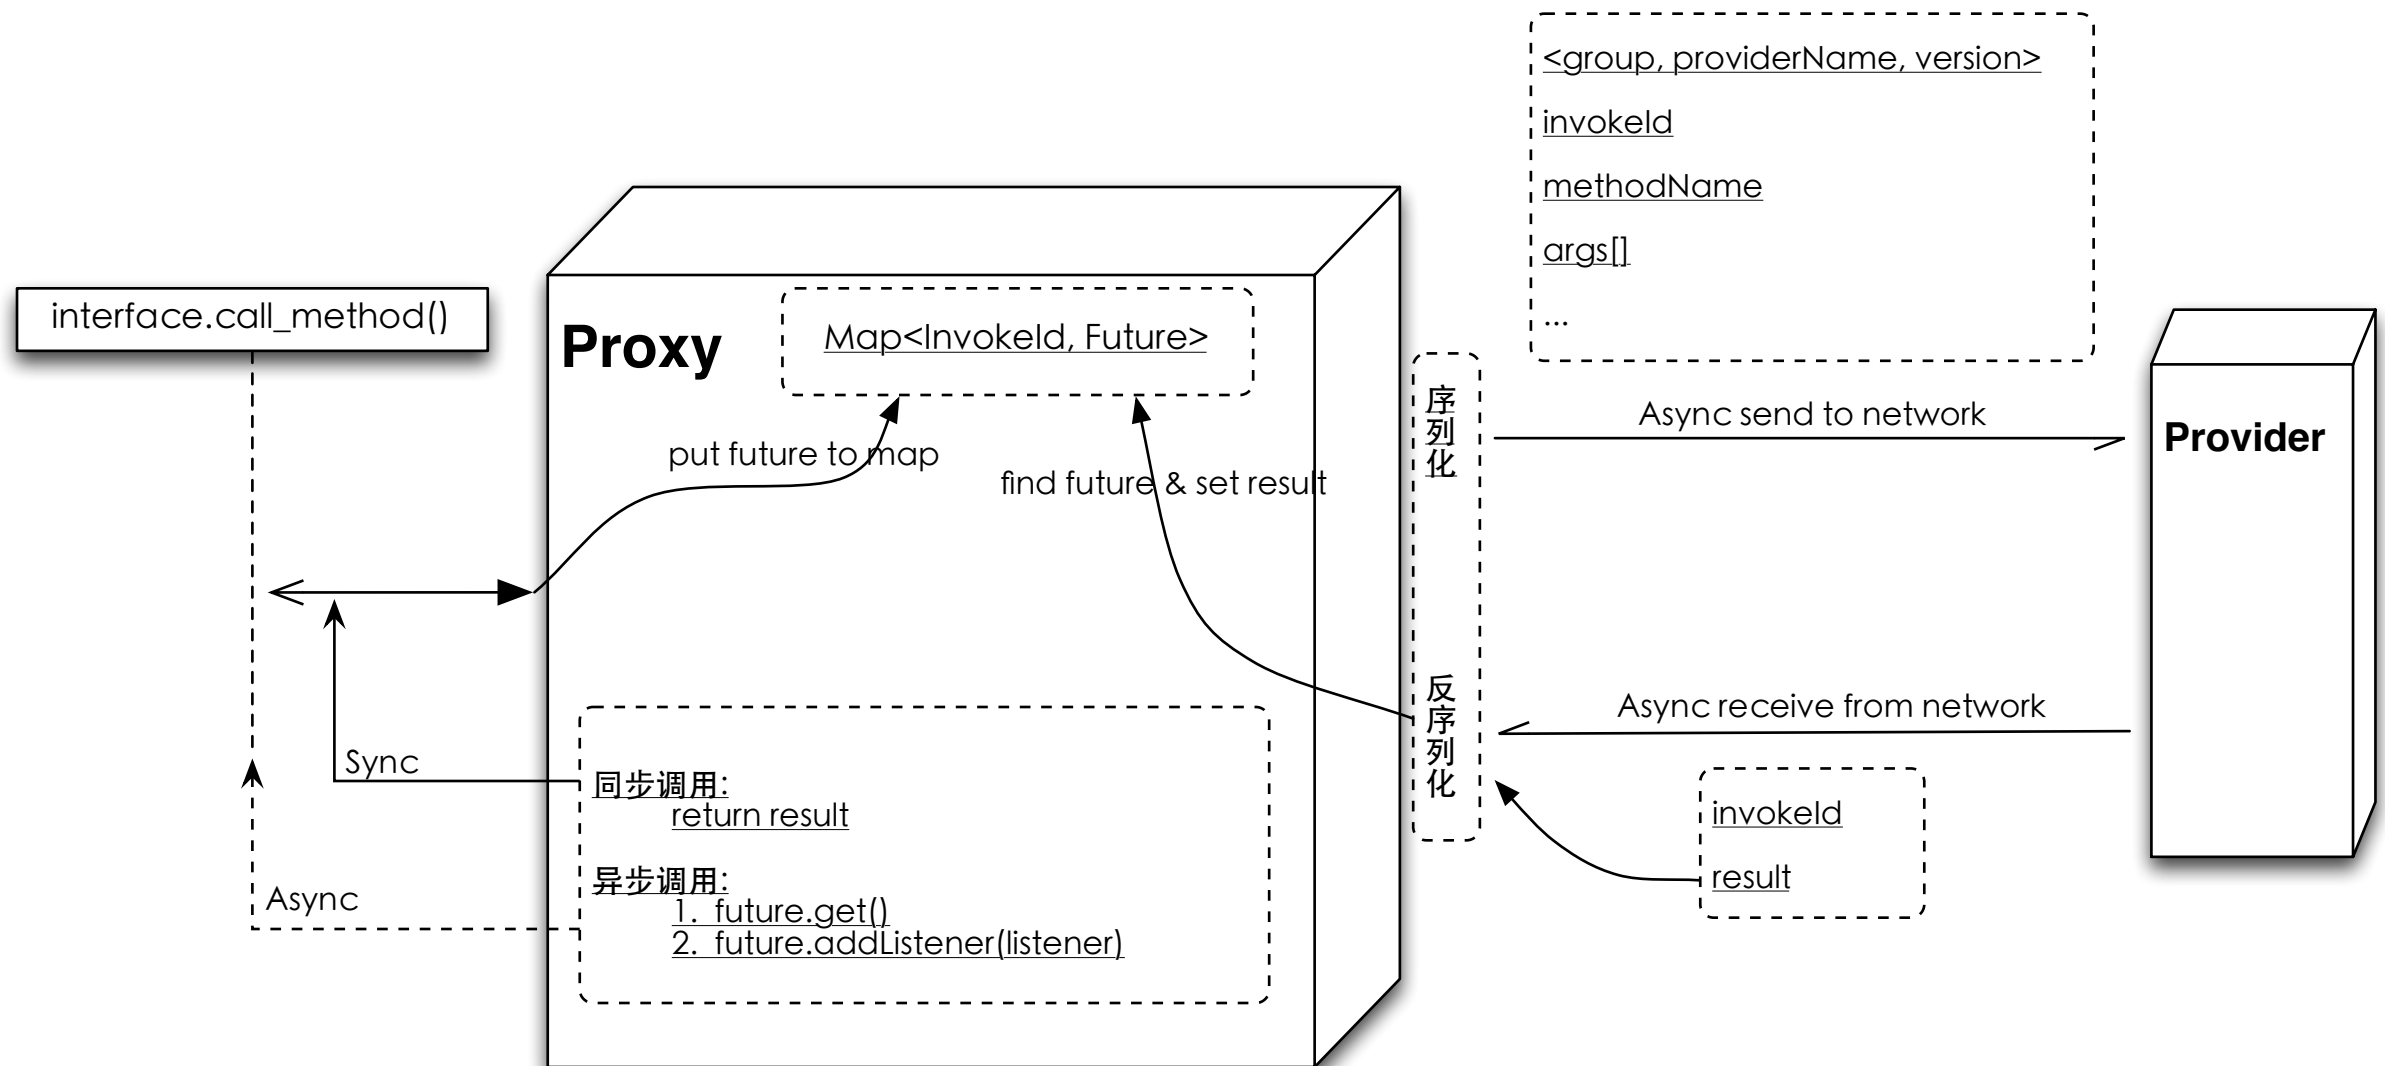 <group, providerName, version>
invokeId
methodName
args[]
...
interface.call_method()
Proxy
Map<InvokeId, Future>
put future to map
find future & set result
序列化
Async send to network
Provider
反序列化
Async receive from network
invokeId
result
Sync
同步调用:
return result
异步调用:
1. future.get()
2. future.addListener(listener)
Async